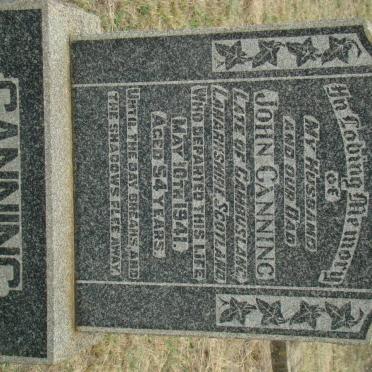 In Loving Memory
OF
MY HUSBAND
AND OUR DAD
JOHN CANNING
LATE OF CAMBUSLANG
LANARKSHIRE SCOTLAND
WHO DEPARTED THIS LIFE
MAY 8TH 1941.
AGED 54 YEARS
UNTIL THE DAY BREAKS AND
THE SHADOWS FLEE AWAY
CANNING